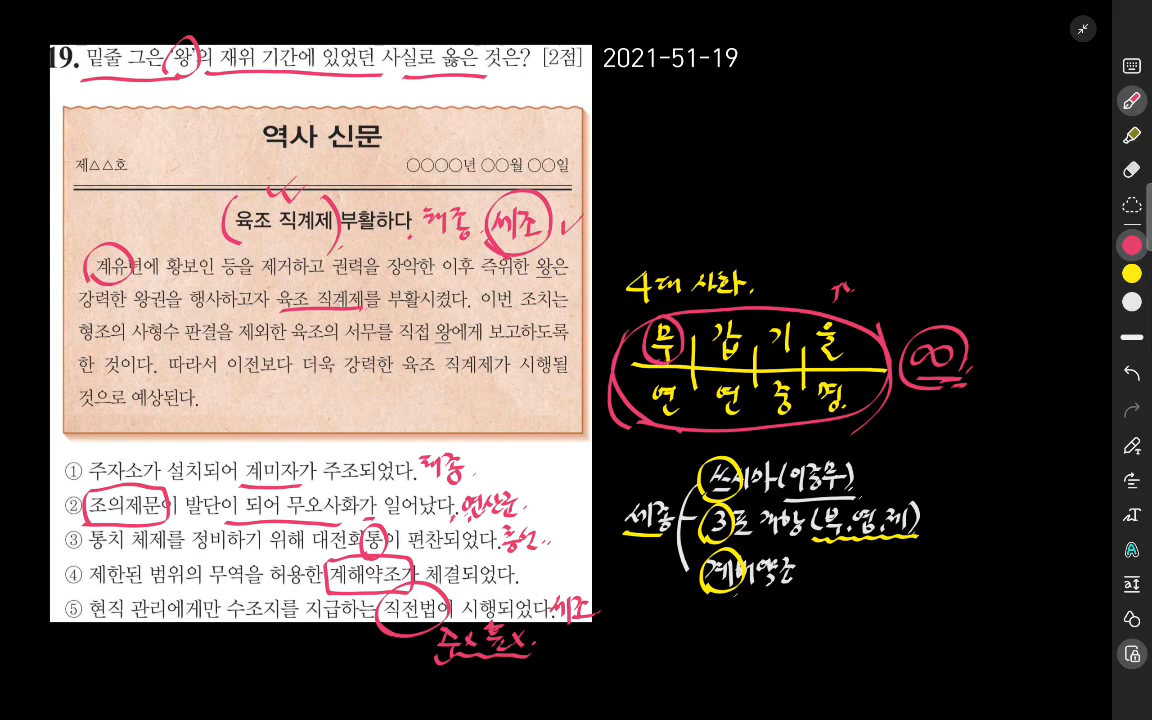 19. 밑줄 그은 '왕'의 재위 기간에 있었던 사실로 옳은 것은? [2점]
2021-51-19
역사 신문
제△△호
○○○○년 ○○월 ○○일
육조 직계제 부활하다
태종 세조
계유년에 황보인 등을 제거하고 권력을 장악한 이후 즉위한 왕은
강력한 왕권을 행사하고자 육조 직계제를 부활시켰다. 이번 조치는
형조의 사형수 판결을 제외한 육조의 서무를 직접 왕에게 보고하도록
한 것이다. 따라서 이전보다 더욱 강력한 육조 직계제가 시행될
것으로 예상된다.
① 주자소가 설치되어 계미자가 주조되었다. 태종
② 조의제문이 발단이 되어 무오사화가 일어났다. 연산군
③ 통치 체제를 정비하기 위해 대전회통이 편찬되었다. 흥선..
④ 제한된 범위의 무역을 허용한 계해약조가 체결되었다.
⑤ 현직 관리에게만 수조지를 지급하는 직전법이 시행되었다. 세조
수x 휼x.
4대 사화.
무 갑 기 을
연 연 중 명.
∞
세종
쓰시마(이종무)
3포 개항 (부.염.제)
계해약조